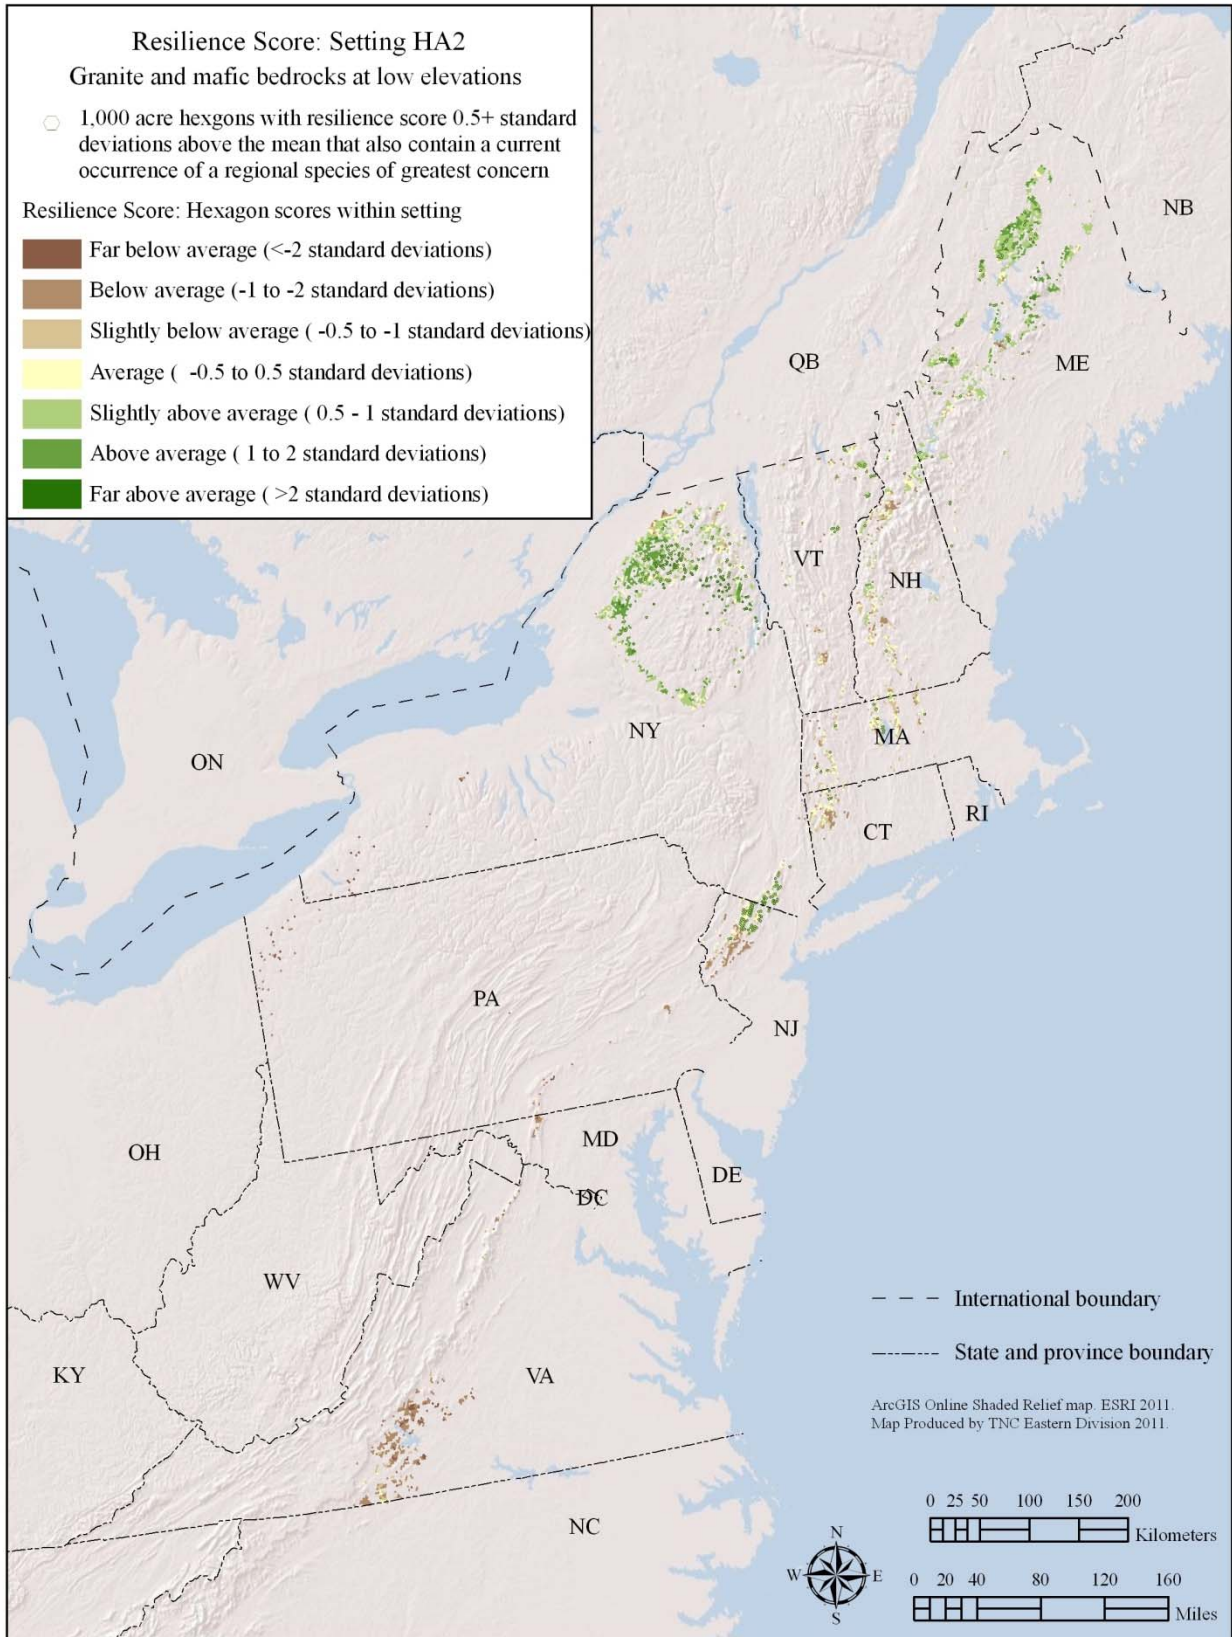 Resilience Score: Setting HA2
Granite and mafic bedrocks at low elevations
1,000 acre hexgons with resilience score 0.5+ standard
deviations above the mean that also contain a current
occurrence of a regional species of greatest concern
Resilience Score: Hexagon scores within setting
Far below average (<-2 standard deviations)
Below average (-1 to -2 standard deviations)
Slightly below average ( -0.5 to -1 standard deviations)
Average ( -0.5 to 0.5 standard deviations)
Slightly above average ( 0.5 - 1 standard deviations)
Above average ( 1 to 2 standard deviations)
Far above average ( >2 standard deviations)
NB
QB
ME
VT
NH
NY
MA
ON
CT
RI
PA
NJ
OH
MD
DE
DC
WV
KY
VA
NC
International boundary
State and province boundary
ArcGIS Online Shaded Relief map. ESRI 2011.
Map Produced by TNC Eastern Division 2011.
0 25 50 100 150 200
Kilometers
N
W E
S
0 20 40 80 120 160
Miles